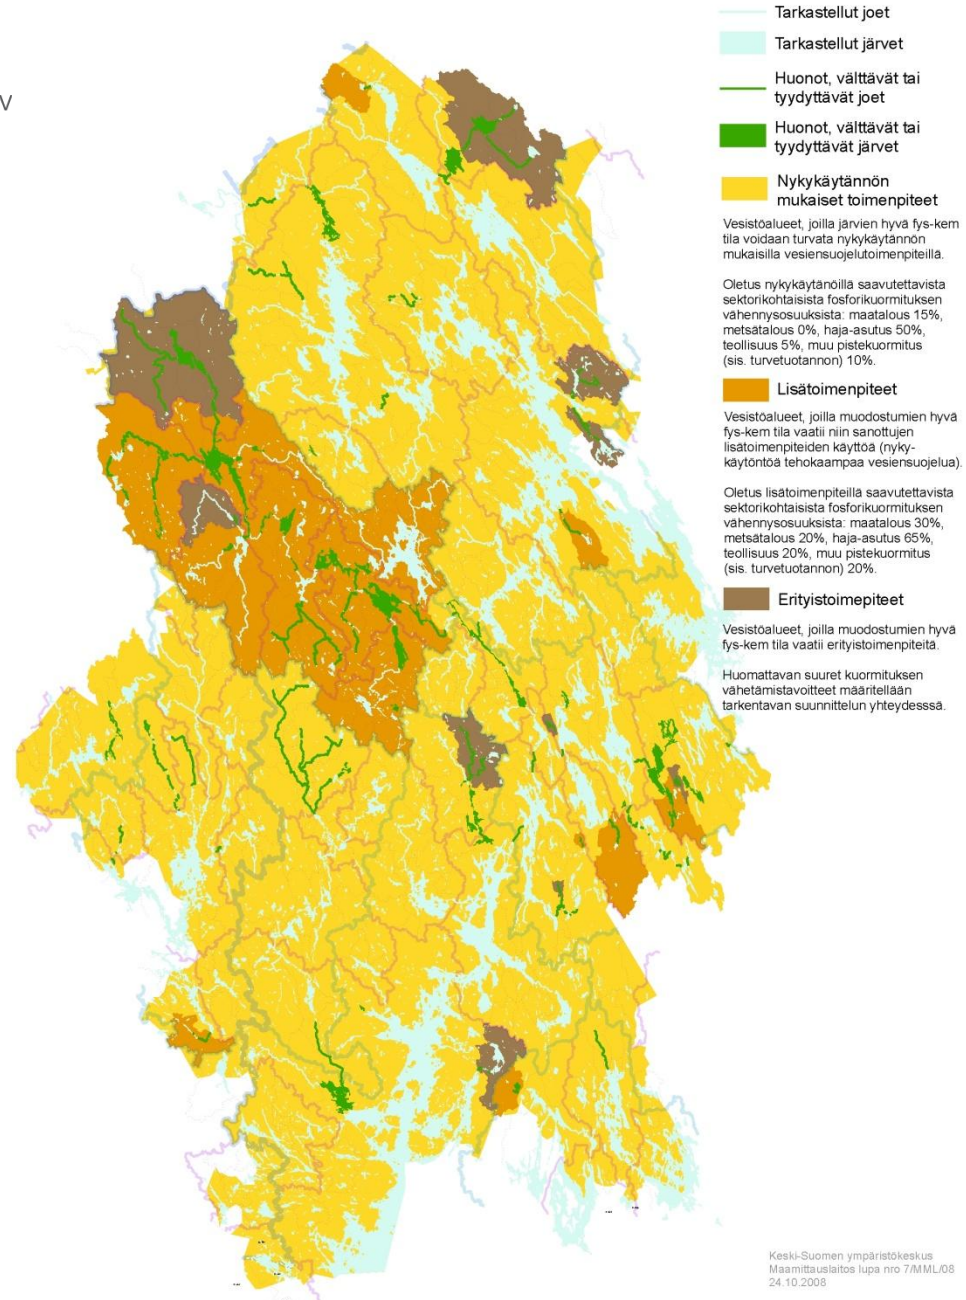 v
Tarkastellut joet
Tarkastellut järvet
Huonot, välttävät tai
tyydyttävät joet
Huonot, välttävät tai
tyydyttävät järvet
Nykykäytännön
mukaiset toimenpiteet
Vesistöalueet, joilla järvien hyvä fys-kem
tila voidaan turvata nykykäytännön
mukaisilla vesiensuojelutoimenpiteillä.
Oletus nykykäytänöillä saavutettavista
sektorikohtaisista fosforikuormituksen
vähennysosuuksista: maatalous 15%,
metsätalous 0%, haja-asutus 50%,
teollisuus 5%, muu pistekuormitus
(sis. turvetuotannon) 10%.
Lisätoimenpiteet
Vesistöalueet, joilla muodostumien hyvä
fys-kem tila vaatii niin sanottujen
lisätoimenpiteiden käyttöä (nyky-
käytöntöä tehokaampaa vesiensuojelua).
Oletus lisätoimenpiteillä saavutettavista
sektorikohtaisista fosforikuormituksen
vähennysosuuksista: maatalous 30%,
metsätalous 20%, haja-asutus 65%,
teollisuus 20%, muu pistekuormitus
(sis. turvetuotannon) 20%.
Erityistoimepiteet
Vesistöalueet, joilla muodostumien hyvä
fys-kem tila vaatii erityistoimenpiteitä.
Huomattavan suuret kuormituksen
vähetämistavoitteet määritellään
tarkentavan suunnittelun yhteydesssä.
Keski-Suomen ympäristökeskus
Maamittauslaitos lupa nro 7/MML/08
24.10.2008